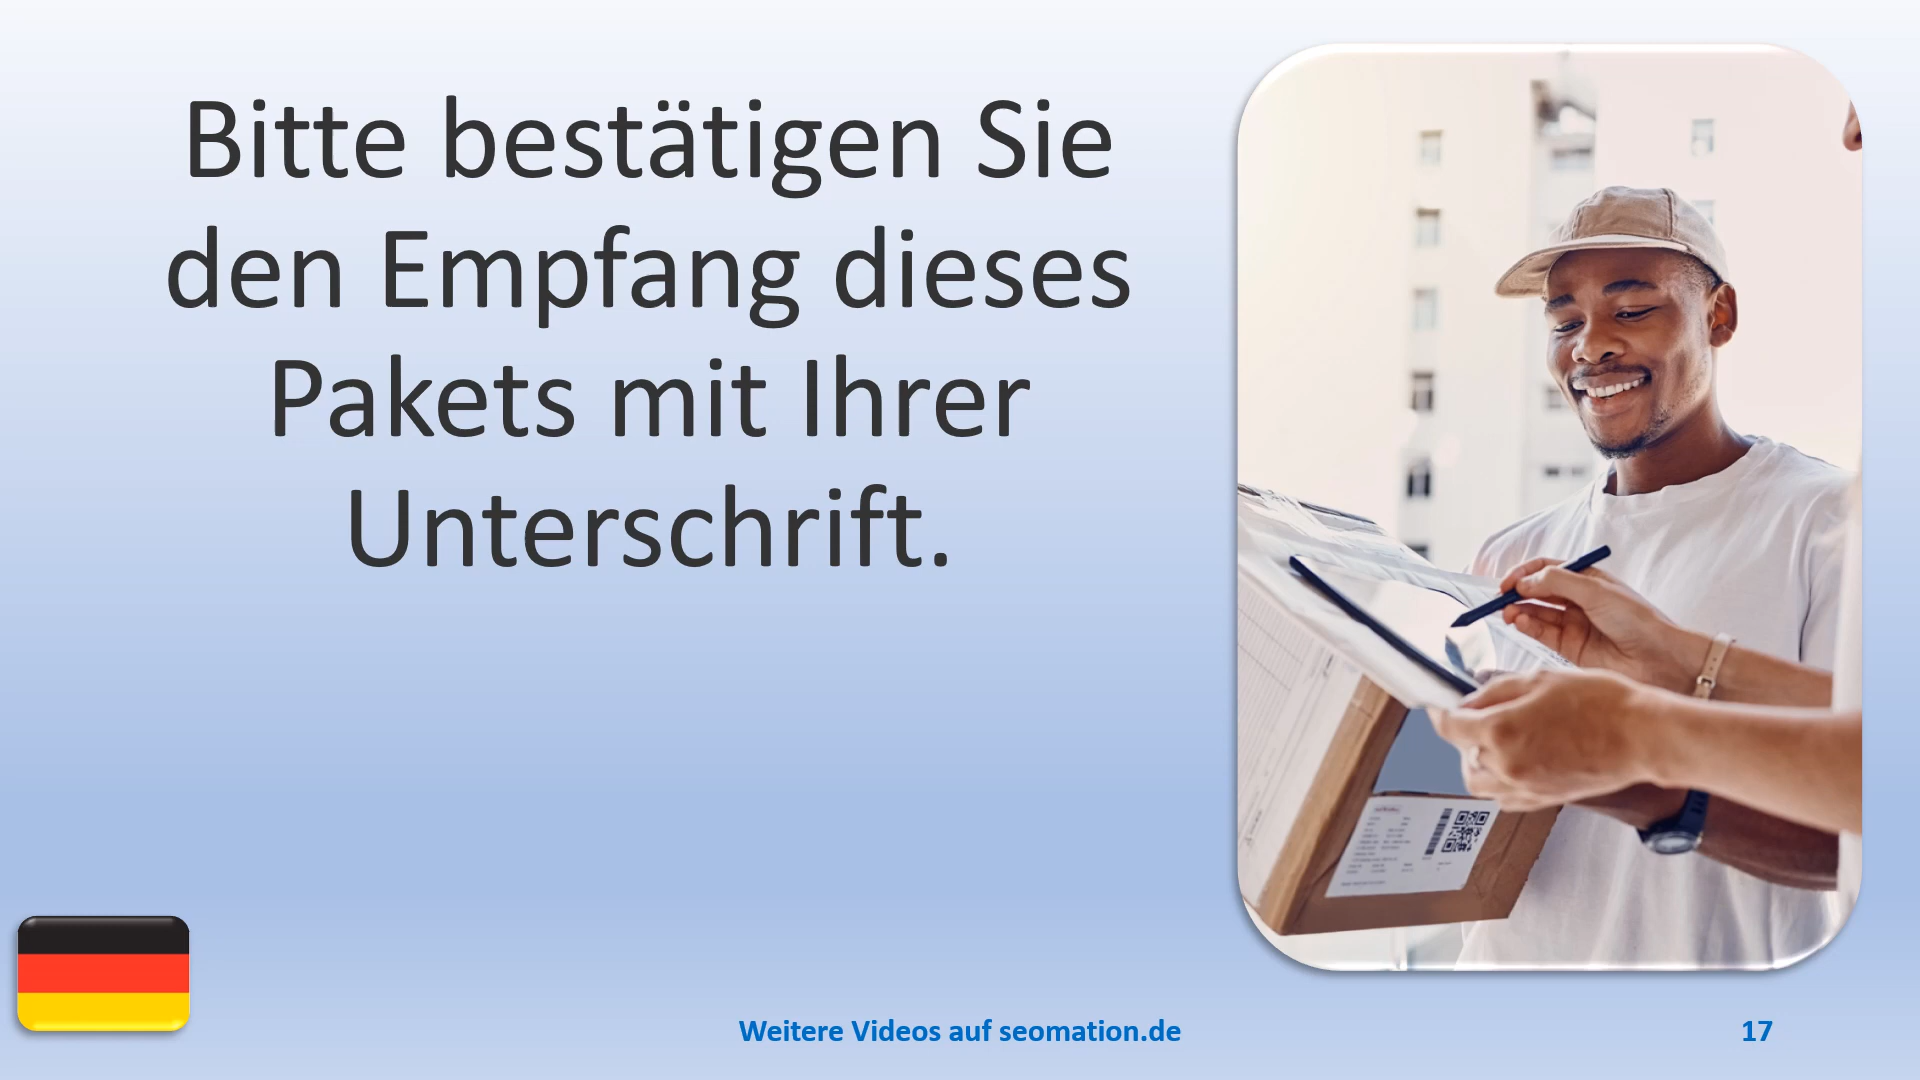 Bitte bestätigen Sie
den Empfang dieses
Pakets mit Ihrer
Unterschrift.
Weitere Videos auf seomation.de
17